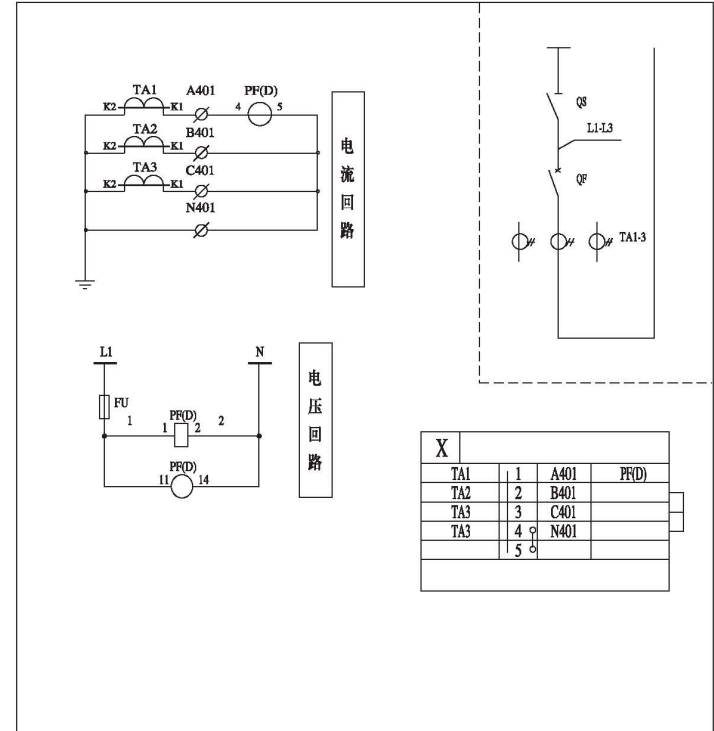 TA1 A401 PF(D)
K2 K1 4 5
TA2 B401
K2 K1
TA3 C401
K2 K1
N401
电流回路
QS
L1-L3
QF
TA1-3
L1 N
FU
1 PF(D) 2
1 2
PF(D)
11 14
电压回路
X
TA1 1 A401 PF(D)
TA2 2 B401
TA3 3 C401
TA3 4 N401
5